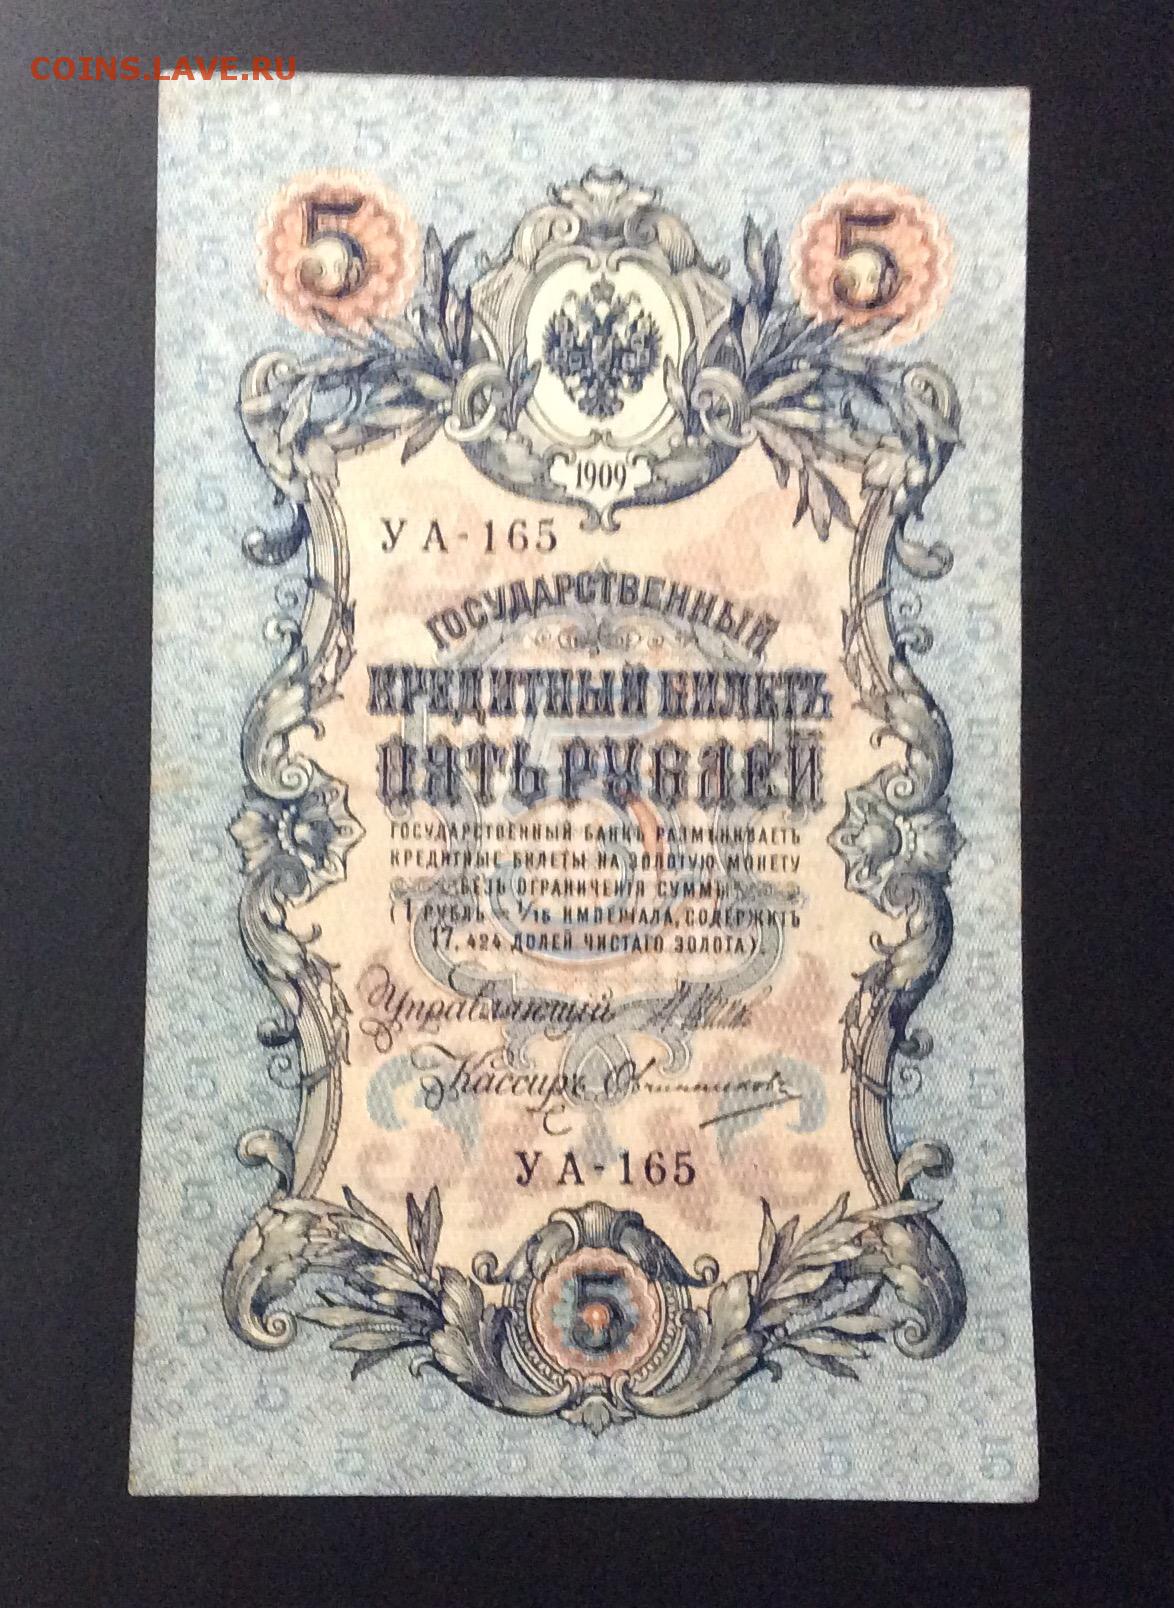 COINS.LAVE.RU
5 5
1909
УА-165
ГОСУДАРСТВЕННЫЙ
КРЕДИТНЫЙ БИЛЕТЪ
ПЯТЬ РУБЛЕЙ
ГОСУДАРСТВЕННЫЙ БАНКЪ РАЗМѢНИВАЕТЪ
КРЕДИТНЫЕ БИЛЕТЫ НА ЗОЛОТУЮ МОНЕТУ
БЕЗЪ ОГРАНИЧЕНІЯ СУММЫ
(1 РУБЛЬ = 1/15 ИМПЕРІАЛА, СОДЕРЖИТЪ
17,424 ДОЛЕЙ ЧИСТАГО ЗОЛОТА).
Управляющій
Кассиръ Овчинниковъ
УА-165
5